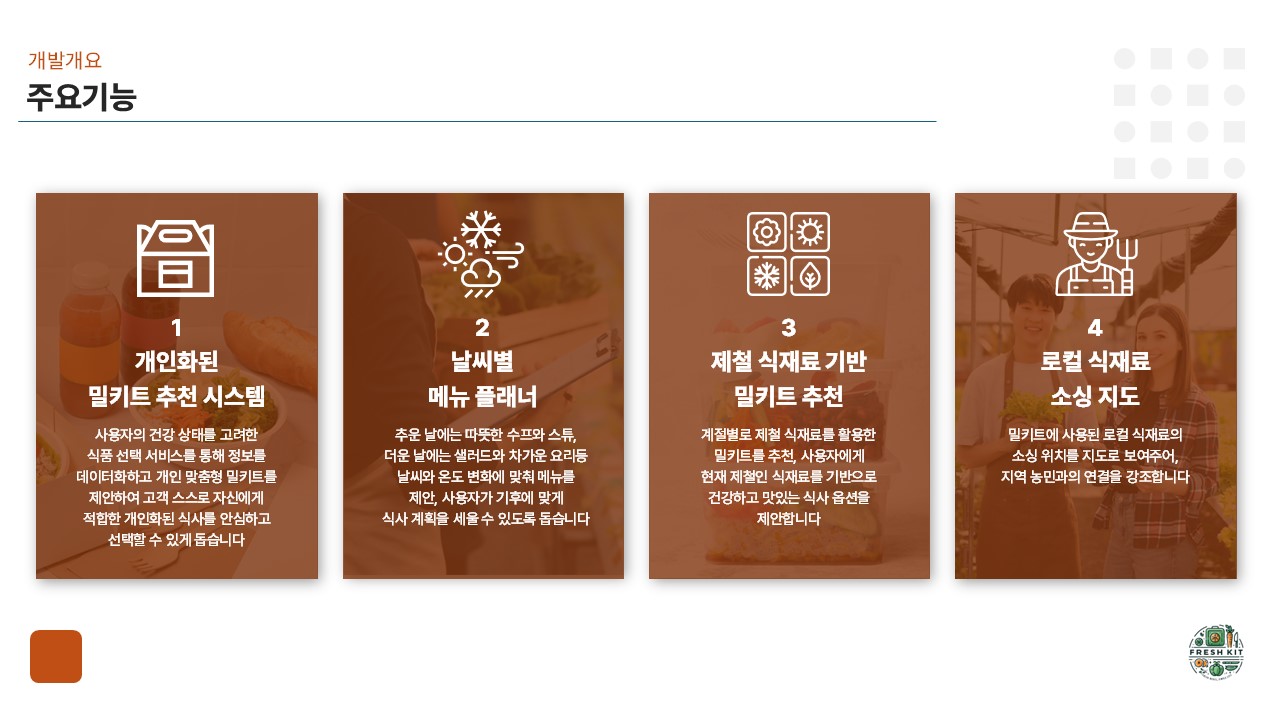 개발개요
주요기능
1
개인화된
밀키트 추천 시스템
사용자의 건강 상태를 고려한
식품 선택 서비스를 통해 정보를
데이터화하고 개인 맞춤형 밀키트를
제안하여 고객 스스로 자신에게
적합한 개인화된 식사를 안심하고
선택할 수 있게 돕습니다
2
날씨별
메뉴 플래너
추운 날에는 따뜻한 수프와 스튜,
더운 날에는 샐러드와 차가운 요리등
날씨와 온도 변화에 맞춰 메뉴를
제안, 사용자가 기후에 맞게
식사 계획을 세울 수 있도록 돕습니다
3
제철 식재료 기반
밀키트 추천
계절별로 제철 식재료를 활용한
밀키트를 추천, 사용자에게
현재 제철인 식재료를 기반으로
건강하고 맛있는 식사 옵션을
제안합니다
4
로컬 식재료
소싱 지도
밀키트에 사용된 로컬 식재료의
소싱 위치를 지도로 보여주어,
지역 농민과의 연결을 강조합니다
FRESH KIT